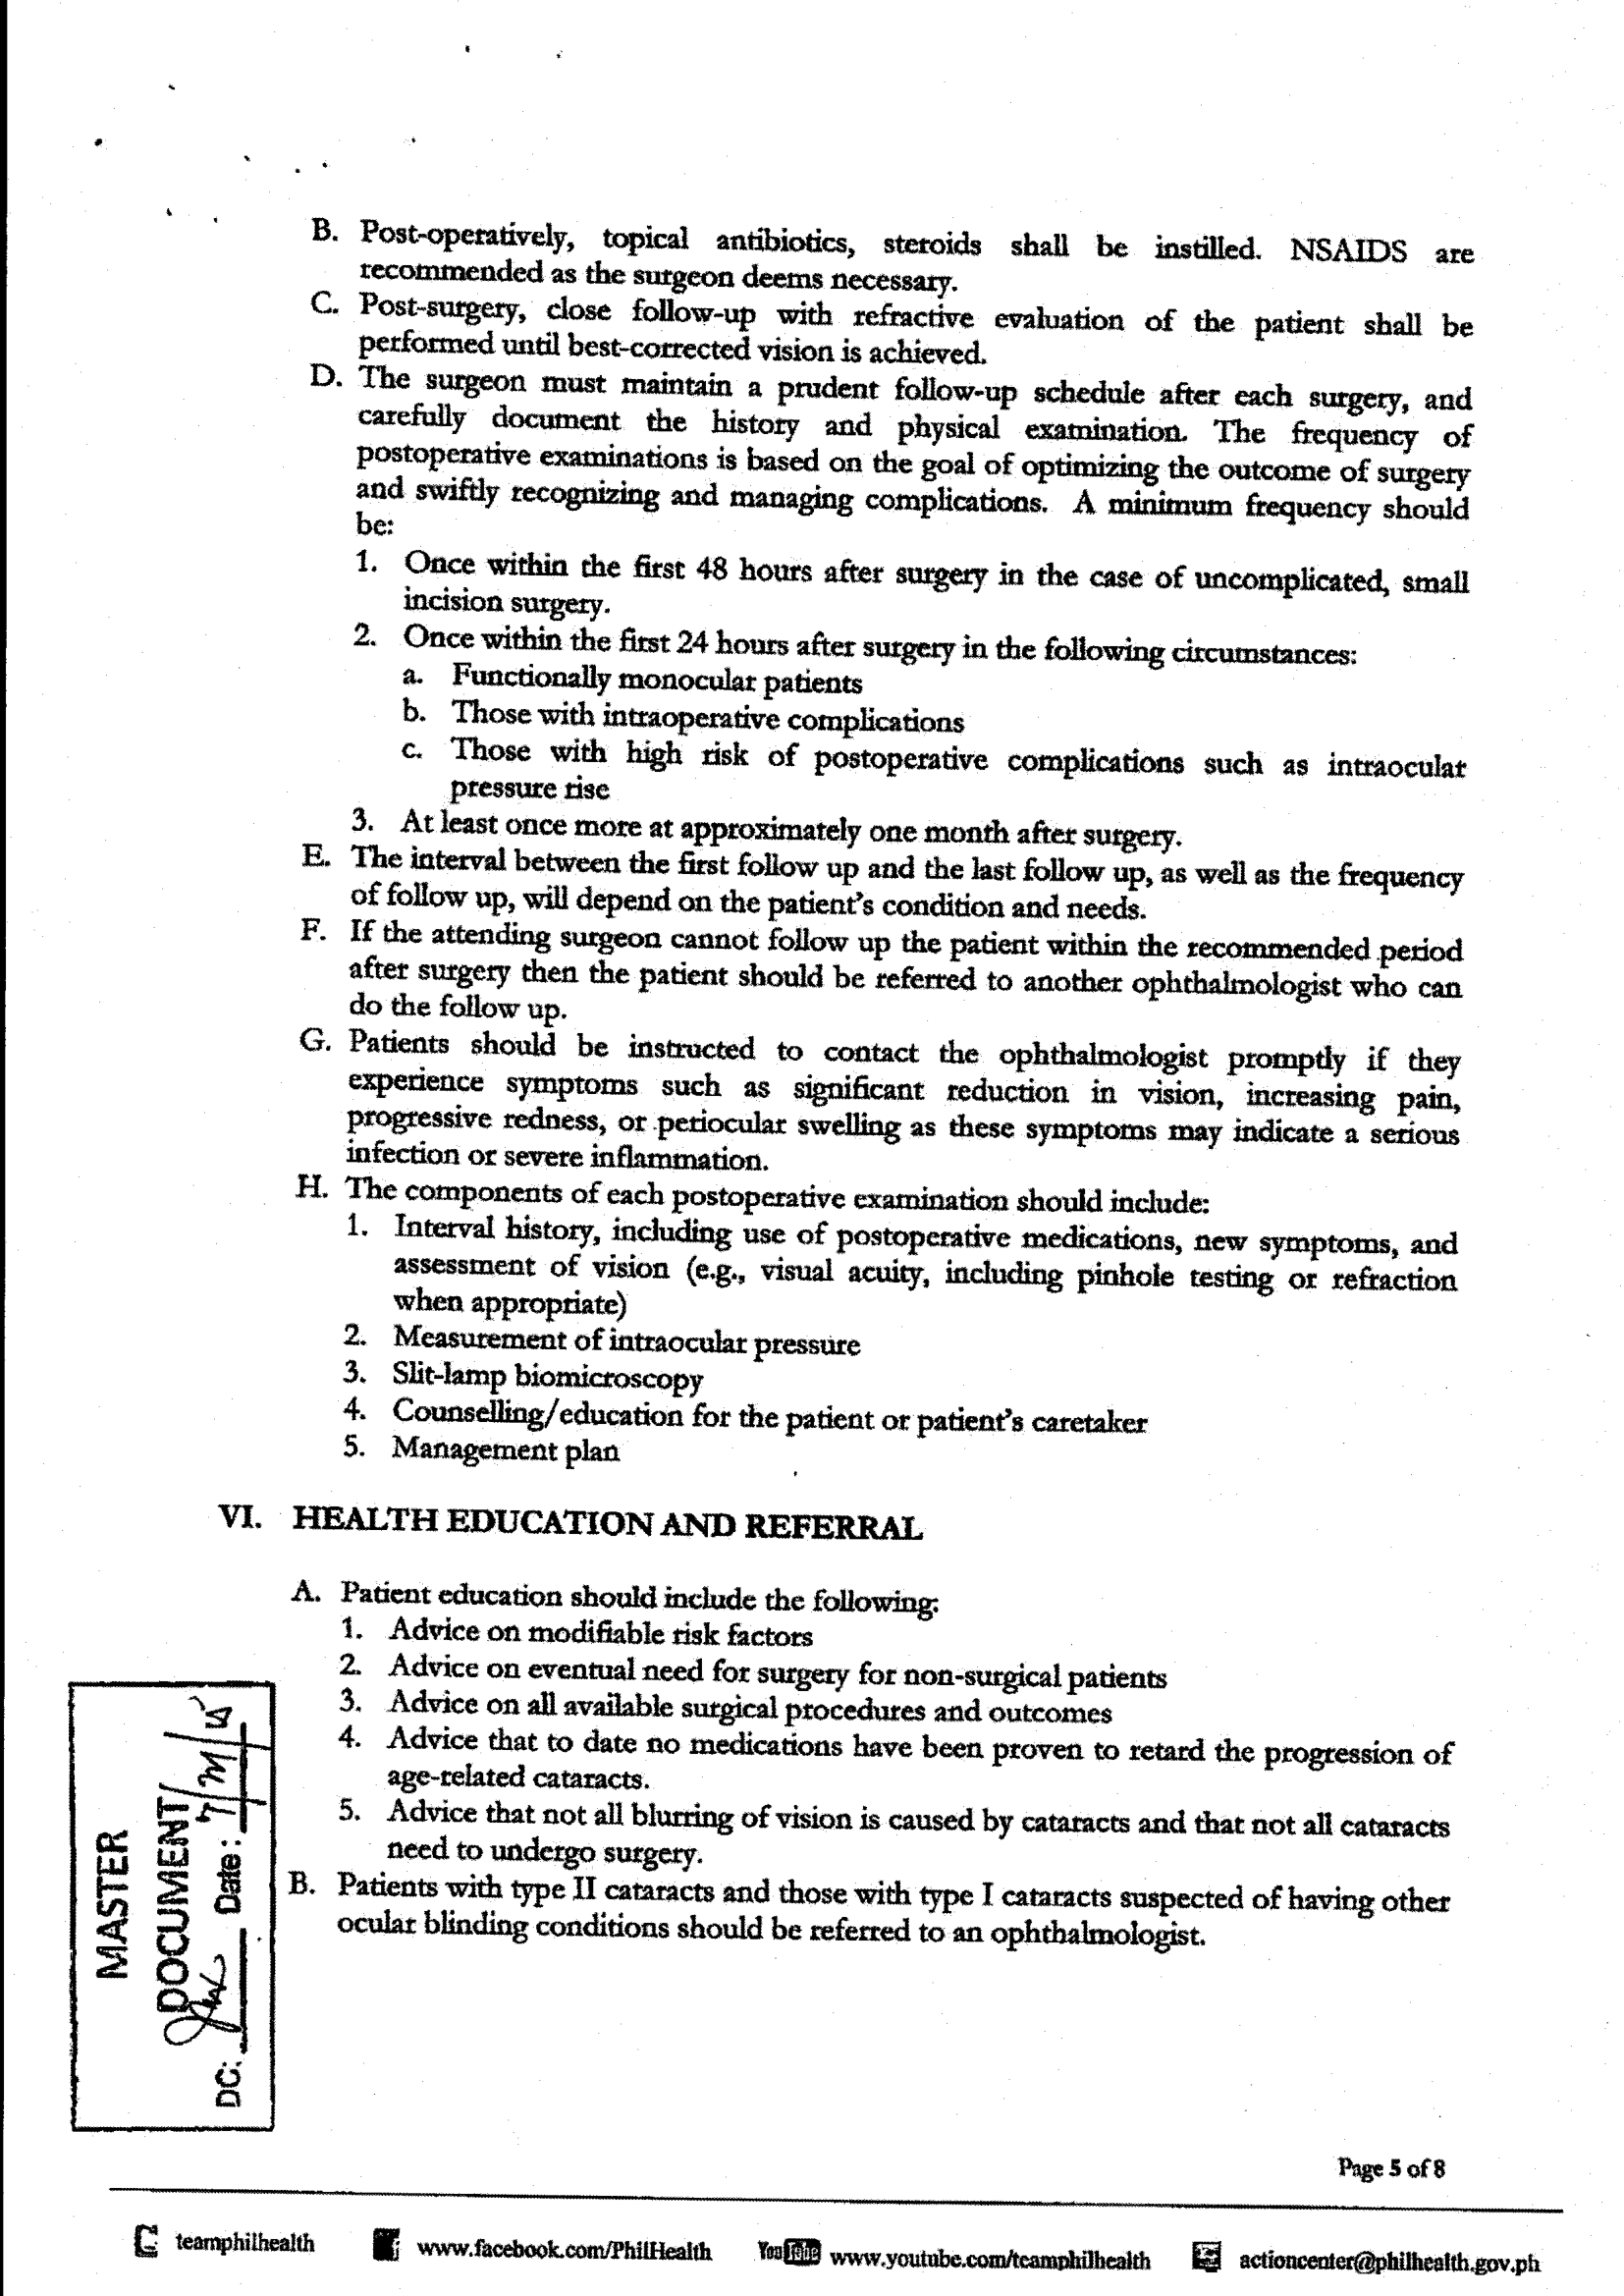 B. Post-operatively, topical antibiotics, steroids shall be instilled. NSAIDS are
recommended as the surgeon deems necessary.
C. Post-surgery, close follow-up with refractive evaluation of the patient shall be
performed until best-corrected vision is achieved.
D. The surgeon must maintain a prudent follow-up schedule after each surgery, and
carefully document the history and physical examination. The frequency of
postoperative examinations is based on the goal of optimizing the outcome of surgery
and swiftly recognizing and managing complications. A minimum frequency should
be:
1. Once within the first 48 hours after surgery in the case of uncomplicated, small
incision surgery.
2. Once within the first 24 hours after surgery in the following circumstances:
a. Functionally monocular patients
b. Those with intraoperative complications
c. Those with high risk of postoperative complications such as intraocular
pressure rise
3. At least once more at approximately one month after surgery.
E. The interval between the first follow up and the last follow up, as well as the frequency
of follow up, will depend on the patient's condition and needs.
F. If the attending surgeon cannot follow up the patient within the recommended period
after surgery then the patient should be referred to another ophthalmologist who can
do the follow up.
G. Patients should be instructed to contact the ophthalmologist promptly if they
experience symptoms such as significant reduction in vision, increasing pain,
progressive redness, or periocular swelling as these symptoms may indicate a serious
infection or severe inflammation.
H. The components of each postoperative examination should include:
1. Interval history, including use of postoperative medications, new symptoms, and
assessment of vision (e.g., visual acuity, including pinhole testing or refraction
when appropriate)
2. Measurement of intraocular pressure
3. Slit-lamp biomicroscopy
4. Counselling/education for the patient or patient's caretaker
5. Management plan
VI. HEALTH EDUCATION AND REFERRAL
A. Patient education should include the following:
1. Advice on modifiable risk factors
2. Advice on eventual need for surgery for non-surgical patients
3. Advice on all available surgical procedures and outcomes
4. Advice that to date no medications have been proven to retard the progression of
age-related cataracts.
5. Advice that not all blurring of vision is caused by cataracts and that not all cataracts
need to undergo surgery.
B. Patients with type II cataracts and those with type I cataracts suspected of having other
ocular blinding conditions should be referred to an ophthalmologist.
MASTER
DOCUMENT
DC: Date:
Page 5 of 8
teamphilhealth www.facebook.com/PhilHealth YouTube www.youtube.com/teamphilhealth actioncenter@philhealth.gov.ph